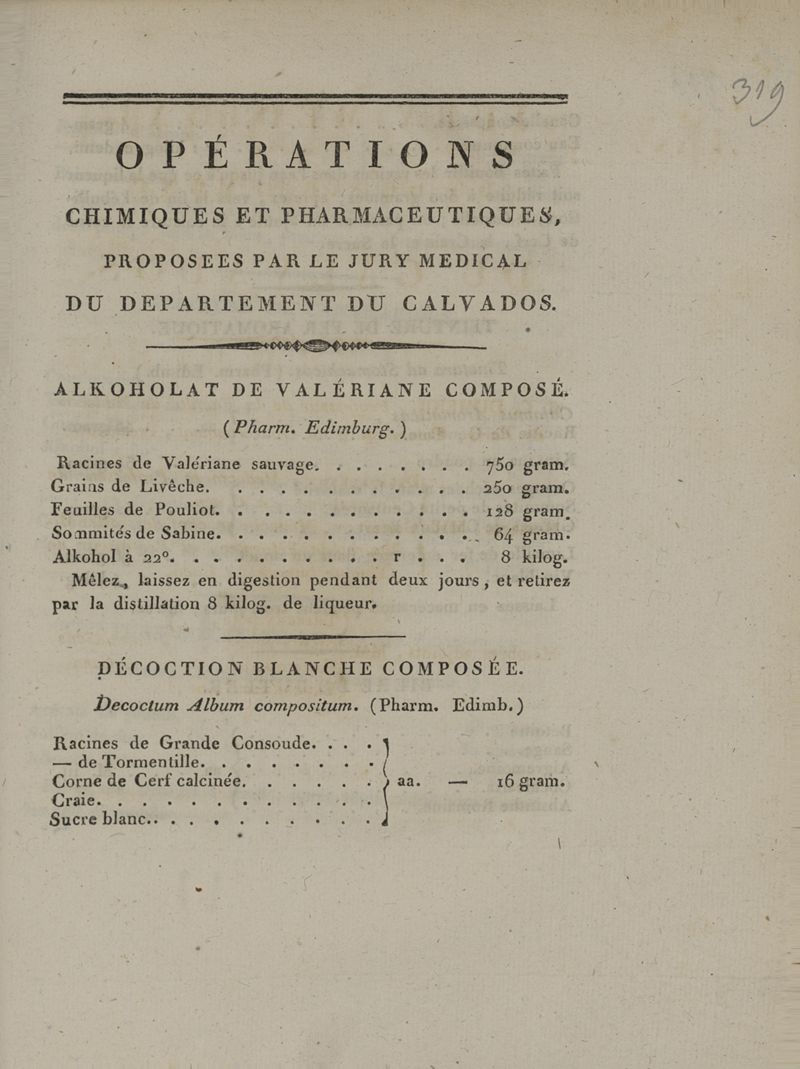 319
OPÉRATIONS
CHIMIQUES ET PHARMACEUTIQUES,
PROPOSEES PAR LE JURY MEDICAL
DU DEPARTEMENT DU CALVADOS.
ALKOHOLAT DE VALÉRIANE COMPOSÉ.
(Pharm. Edimburg.)
Racines de Valériane sauvage. . . . . . . . 750 gram.
Grains de Livêche. . . . . . . . . . . . 250 gram.
Feuilles de Pouliot. . . . . . . . . . . . 128 gram.
Sommités de Sabine. . . . . . . . . . . . . 64 gram.
Alkohol à 22°. . . . . . . . . . r . . . 8 kilog.
Mêlez, laissez en digestion pendant deux jours, et retirez
par la distillation 8 kilog. de liqueur.
DÉCOCTION BLANCHE COMPOSÉE.
Decoctum Album compositum. (Pharm. Edimb.)
Racines de Grande Consoude. . . .
— de Tormentille. . . . . . . .
Corne de Cerf calcinée. . . . . . . } aa. — 16 gram.
Craie. . . . . . . . . . . .
Sucre blanc.. . . . . . . . . .